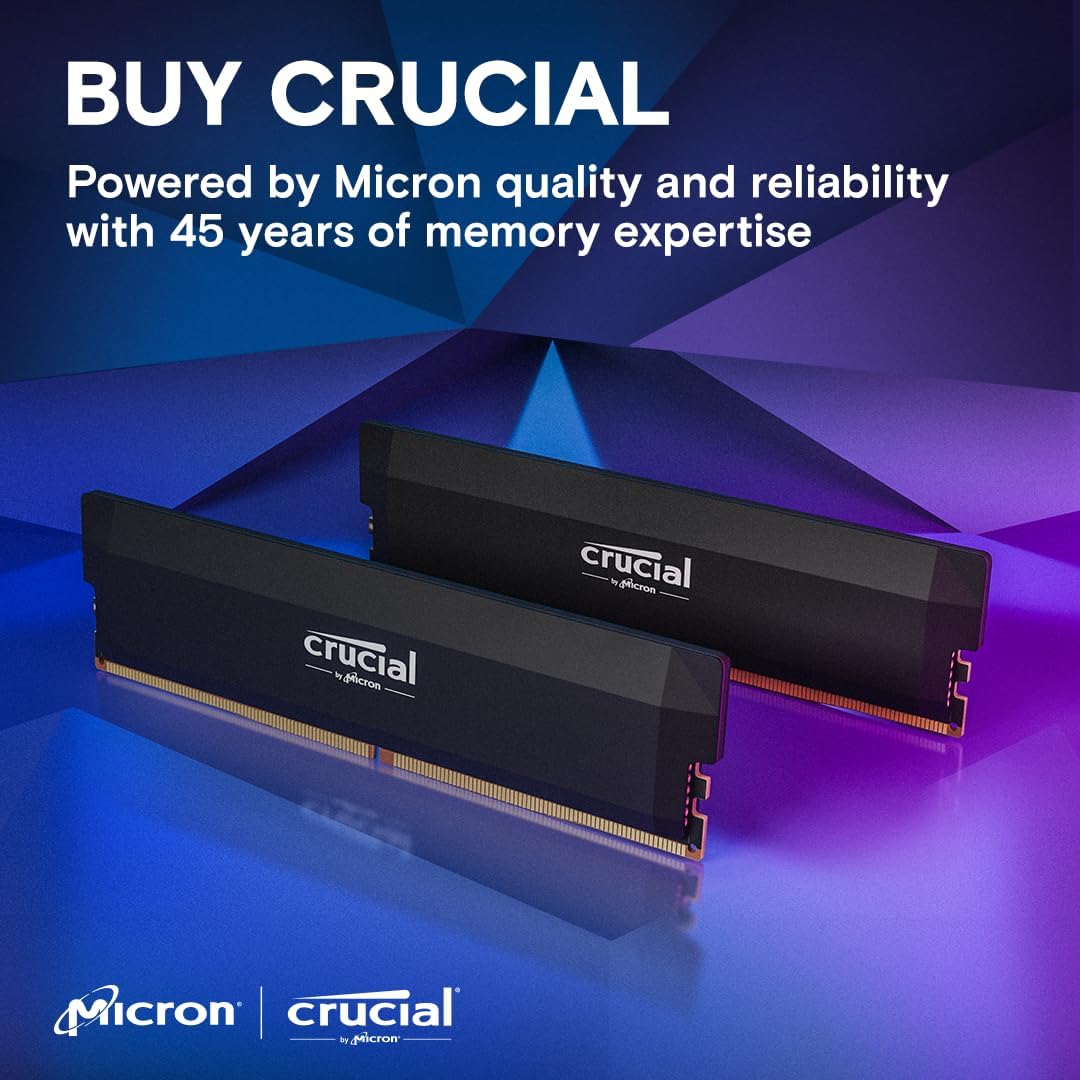 BUY CRUCIAL
Powered by Micron quality and reliability
with 45 years of memory expertise
crucial
by Micron
crucial
by Micron
Micron® | crucial®
by Micron®